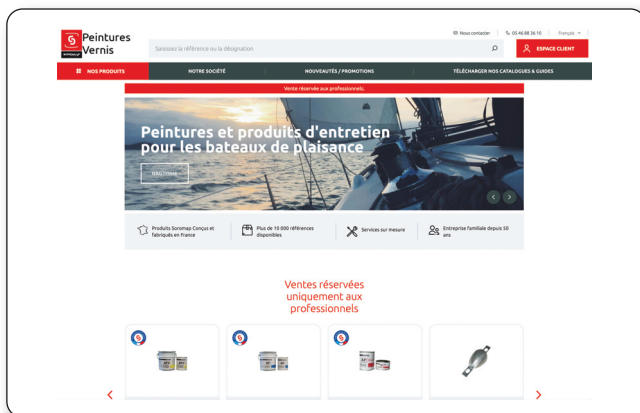 Nous contacter
05 46 88 36 10
Français
SOROMAP
Peintures
Vernis
Saisissez la référence ou la désignation
ESPACE CLIENT
NOS PRODUITS
NOTRE SOCIÉTÉ
NOUVEAUTÉS / PROMOTIONS
TÉLÉCHARGER NOS CATALOGUES & GUIDES
Vente réservée aux professionnels.
Peintures et produits d'entretien
pour les bateaux de plaisance
NAUTISME
Produits Soromap Conçus et
fabriqués en France
Plus de 10 000 références
disponibles
Services sur mesure
Entreprise familiale depuis 50
ans
Ventes réservées
uniquement aux
professionnels